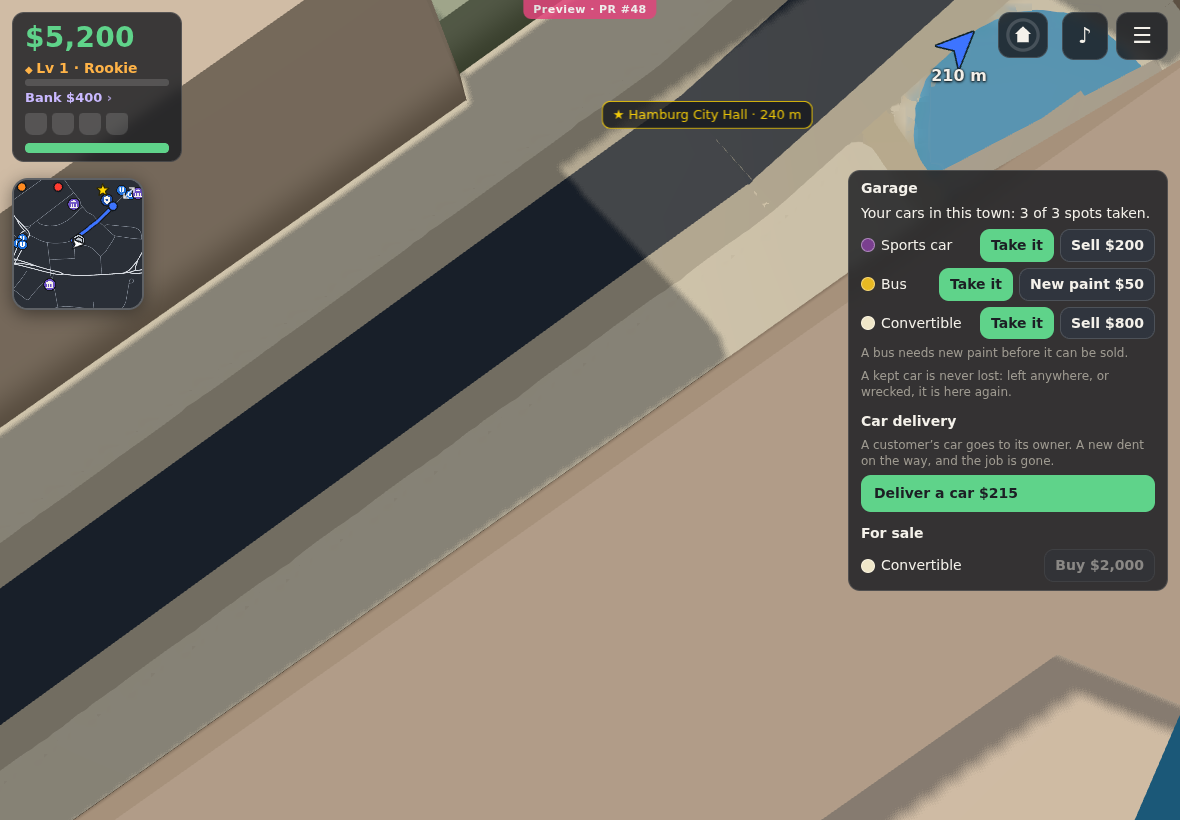 Preview · PR #48
$5,200
Lv 1 · Rookie
Bank $400 ›
210 m
★ Hamburg City Hall · 240 m
Garage
Your cars in this town: 3 of 3 spots taken.
Sports car Take it Sell $200
Bus Take it New paint $50
Convertible Take it Sell $800
A bus needs new paint before it can be sold.
A kept car is never lost: left anywhere, or
wrecked, it is here again.
Car delivery
A customer's car goes to its owner. A new dent
on the way, and the job is gone.
Deliver a car $215
For sale
Convertible Buy $2,000